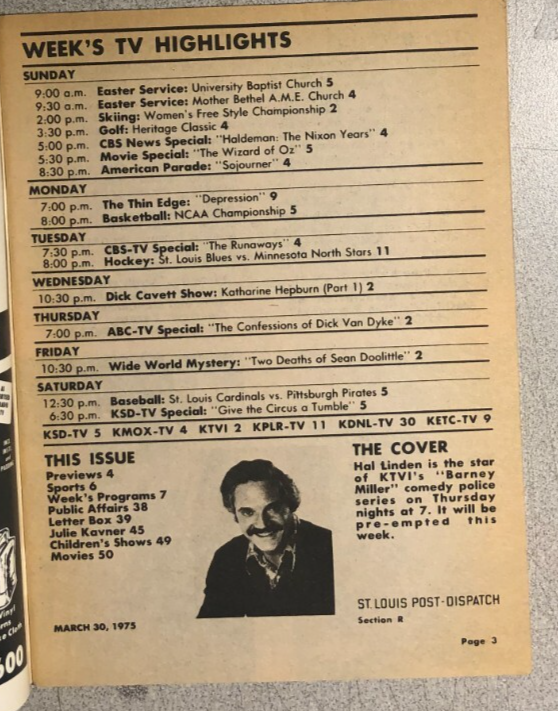 WEEK'S TV HIGHLIGHTS
SUNDAY
9:00 a.m. Easter Service: University Baptist Church 5
9:30 a.m. Easter Service: Mother Bethel A.M.E. Church 4
2:00 p.m. Skiing: Women's Free Style Championship 2
3:30 p.m. Golf: Heritage Classic 4
5:00 p.m. CBS News Special: "Haldeman: The Nixon Years" 4
5:30 p.m. Movie Special: "The Wizard of Oz" 5
8:30 p.m. American Parade: "Sojourner" 4
MONDAY
7:00 p.m. The Thin Edge: "Depression" 9
8:00 p.m. Basketball: NCAA Championship 5
TUESDAY
7:30 p.m. CBS-TV Special: "The Runaways" 4
8:00 p.m. Hockey: St. Louis Blues vs. Minnesota North Stars 11
WEDNESDAY
10:30 p.m. Dick Cavett Show: Katharine Hepburn (Part 1) 2
THURSDAY
7:00 p.m. ABC-TV Special: "The Confessions of Dick Van Dyke" 2
FRIDAY
10:30 p.m. Wide World Mystery: "Two Deaths of Sean Doolittle" 2
SATURDAY
12:30 p.m. Baseball: St. Louis Cardinals vs. Pittsburgh Pirates 5
6:30 p.m. KSD-TV Special: "Give the Circus a Tumble" 5
KSD-TV 5 KMOX-TV 4 KTVI 2 KPLR-TV 11 KDNL-TV 30 KETC-TV 9
THIS ISSUE
Previews 4
Sports 6
Week's Programs 7
Public Affairs 38
Letter Box 39
Julie Kavner 45
Children's Shows 49
Movies 50
THE COVER
Hal Linden is the star
of KTVI's "Barney
Miller" comedy police
series on Thursday
nights at 7. It will be
pre-empted this
week.
ST. LOUIS POST-DISPATCH
Section R
MARCH 30, 1975
Page 3